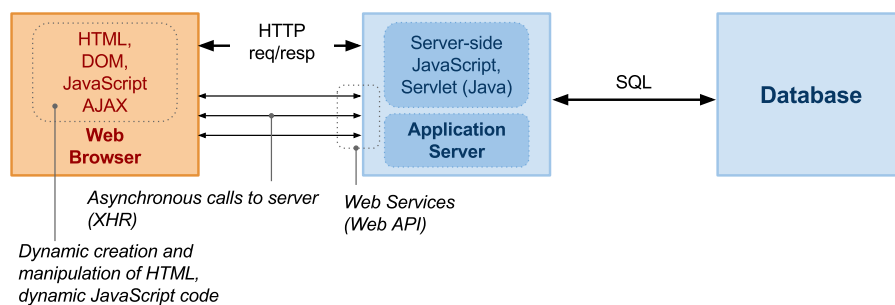 HTML,
DOM,
JavaScript
AJAX
Web
Browser
HTTP
req/resp
Server-side
JavaScript,
Servlet (Java)
Application
Server
SQL
Database
Asynchronous calls to server
(XHR)
Web Services
(Web API)
Dynamic creation and
manipulation of HTML,
dynamic JavaScript code